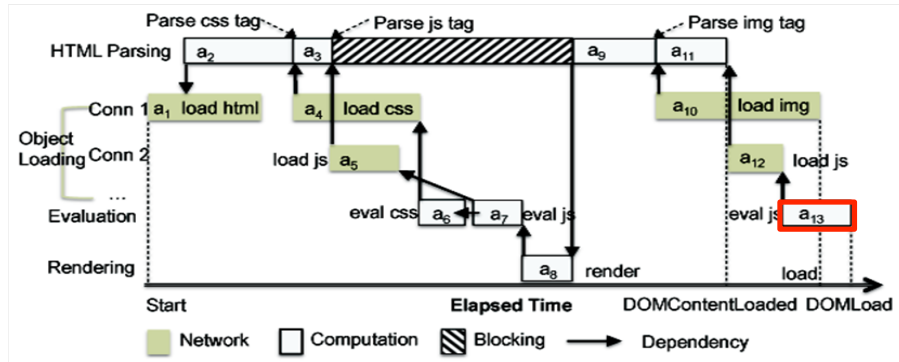 Parse css tag
Parse js tag
Parse img tag
HTML Parsing
a2
a3
a9
a11
Object Loading
Conn 1
a1 load html
a4 load css
a10 load img
Conn 2
load js a5
a12 load js
...
Evaluation
eval css a6
a7 eval js
eval js a13
Rendering
a8 render
load
Start
Elapsed Time
DOMContentLoaded
DOMLoad
Network
Computation
Blocking
Dependency